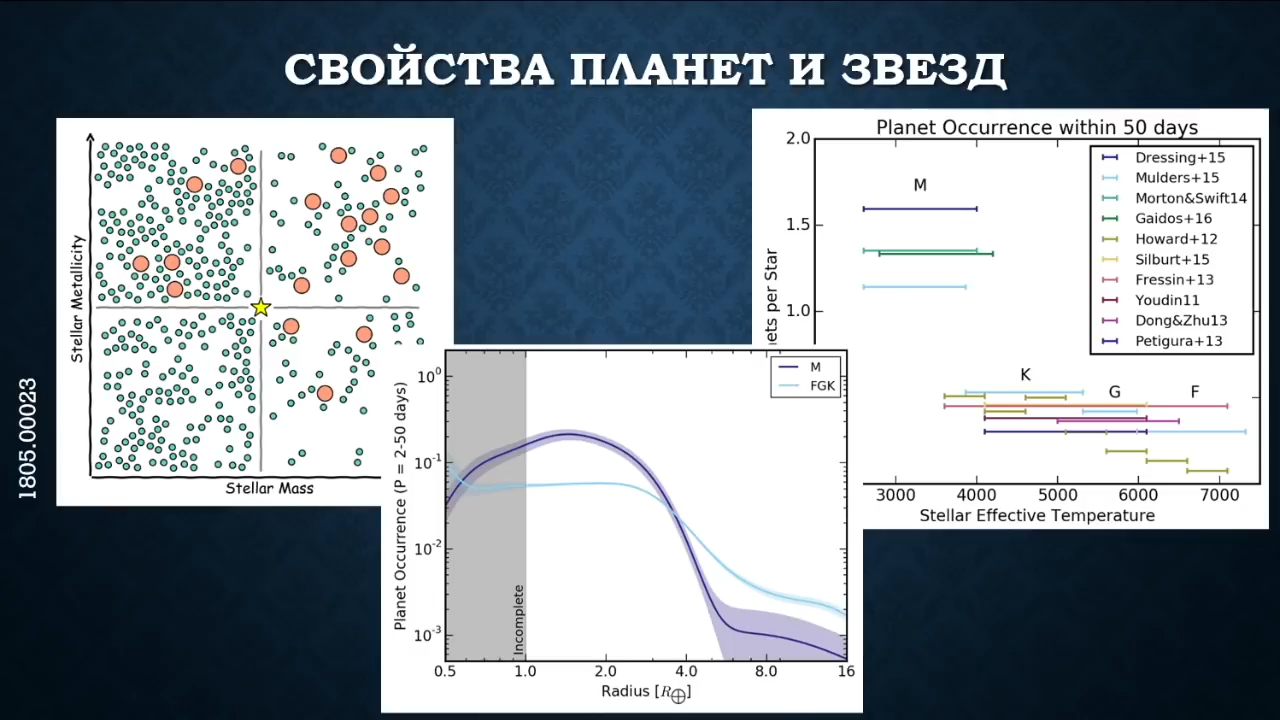 СВОЙСТВА ПЛАНЕТ И ЗВЕЗД
1805.00023
Stellar Metallicity
Stellar Mass
Planet Occurrence within 50 days
2.0
1.5
1.0
ets per Star
M
K
G
F
Dressing+15
Mulders+15
Morton&Swift14
Gaidos+16
Howard+12
Silburt+15
Fressin+13
Youdin11
Dong&Zhu13
Petigura+13
3000 4000 5000 6000 7000
Stellar Effective Temperature
Planet Occurrence (P = 2-50 days)
10⁰
10⁻¹
10⁻²
10⁻³
Incomplete
M
FGK
0.5 1.0 2.0 4.0 8.0 16
Radius [R⊕]